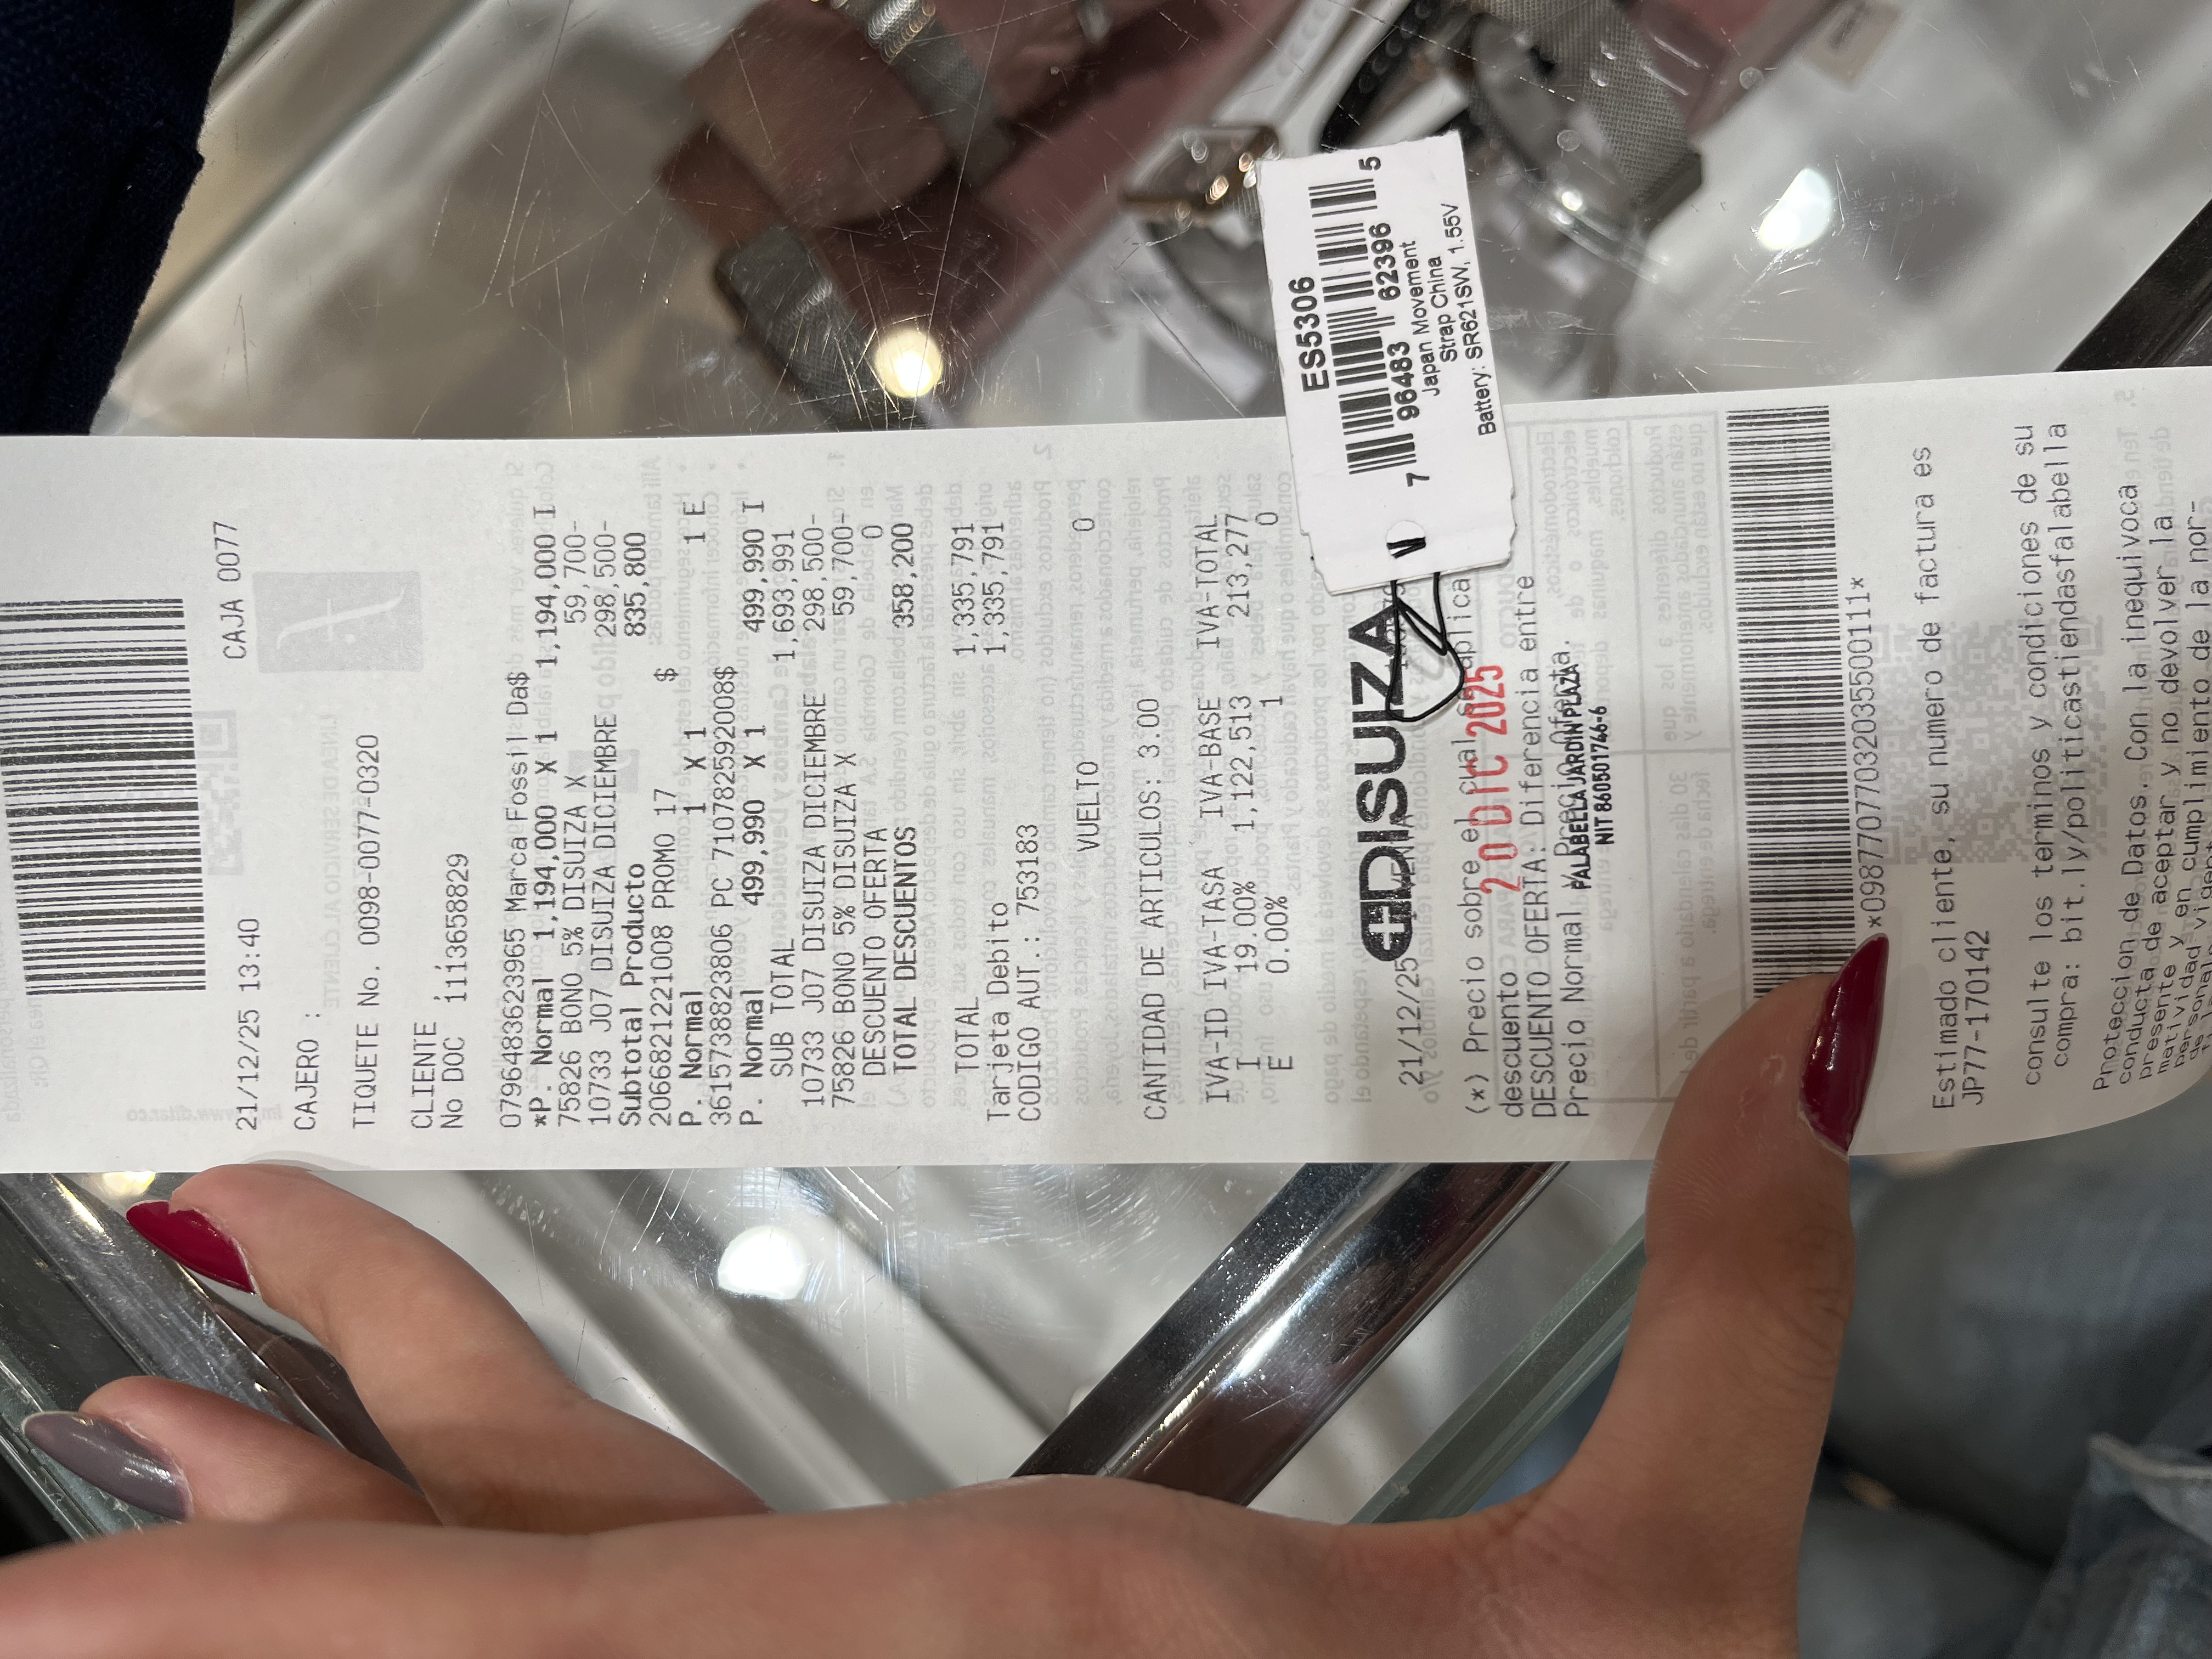 21/12/25 13:40 CAJA 0077
CAJERO :
TIQUETE No. 0098-0077-0320
CLIENTE :
No DOC : 1113658829
0796483623965 Marca Fossil Da$
*P. Normal 1,194,000 X 1 1,194,000 I
75826 BONO 5% DISUIZA X 59,700-
10733 J07 DISUIZA DICIEMBRE 298,500-
Subtotal Producto 835,800
2066821221008 PROMO 17 $
P. Normal 1 X 1 1 E
3615738823806 PC 7107825592008$
P. Normal 499,990 X 1 499,990 I
SUB TOTAL 1,693,991
10733 J07 DISUIZA DICIEMBRE 298,500-
75826 BONO 5% DISUIZA X 59,700-
DESCUENTO OFERTA 0
TOTAL DESCUENTOS 358,200
TOTAL 1,335,791
Tarjeta Debito 1,335,791
CODIGO AUT.: 753183
VUELTO 0
CANTIDAD DE ARTICULOS: 3.00
IVA-ID IVA-TASA IVA-BASE IVA-TOTAL
I 19.00% 1,122,513 213,277
E 0.00% 1 0
DISUIZA
21/12/25
(*) Precio sobre el cual aplica
descuento
20 DIC 2025
DESCUENTO OFERTA: Diferencia entre
Precio Normal y Precio Oferta.
FALABELLA JARDIN PLAZA
NIT 860501746-6
*09877077032035500111*
Estimado cliente, su numero de factura es
JP77-170142
consulte los terminos y condiciones de su
compra: bit.ly/politicastiendasfalabella
Proteccion de Datos. Con la inequivoca
conducta de aceptar y no devolver la
presente y en cumplimiento de la nor-
matividad vigente
ES5306
7 96483 62396 5
Japan Movement
Strap China
Battery: SR621SW, 1.55V